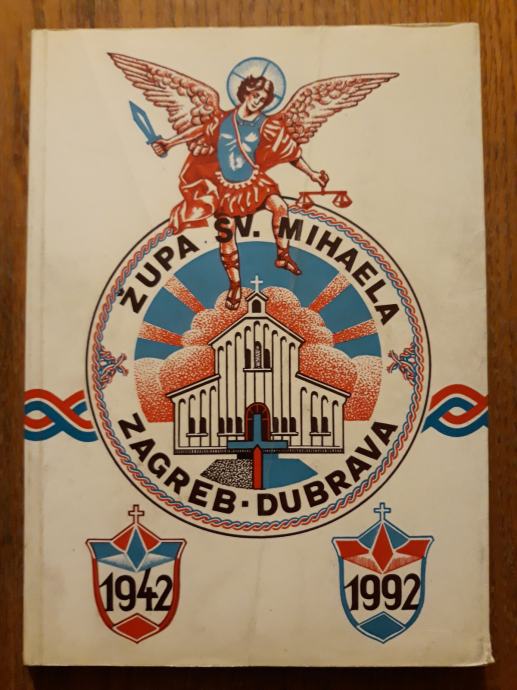 ŽUPA SV. MIHAELA
ZAGREB · DUBRAVA
1942
1992